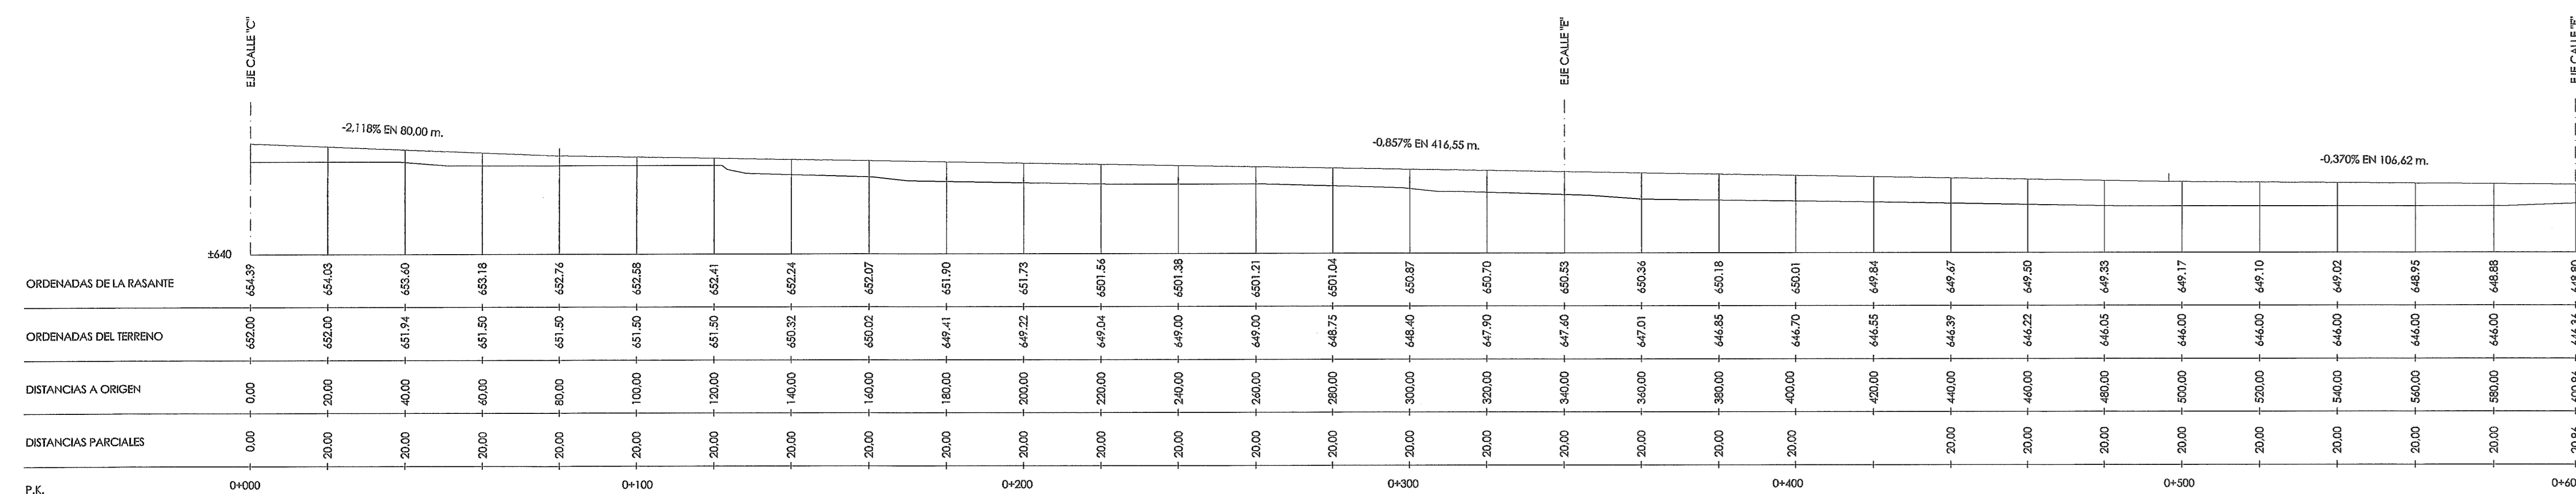 EJE CALLE "C"
EJE CALLE "E"
EJE CALLE "E"
-2,118% EN 80,00 m.
-0,857% EN 416,55 m.
-0,370% EN 106,62 m.
±640
ORDENADAS DE LA RASANTE 654.39 654.03 653.60 653.18 652.76 652.58 652.41 652.24 652.07 651.90 651.73 6501.56 6501.38 6501.21 6501.04 650.87 650.70 650.53 650.36 650.18 650.01 649.84 649.67 649.50 649.33 649.17 649.10 649.02 648.95 648.88 648.80
ORDENADAS DEL TERRENO 652.00 652.00 651.94 651.50 651.50 651.50 651.50 650.32 650.02 649.41 649.22 649.04 649.00 649.00 648.75 648.40 647.90 647.60 647.01 646.85 646.70 646.55 646.39 646.22 646.05 646.00 646.00 646.00 646.00 646.00
DISTANCIAS A ORIGEN 0,00 20,00 40,00 60,00 80,00 100,00 120,00 140,00 160,00 180,00 200,00 220,00 240,00 260,00 280,00 300,00 320,00 340,00 360,00 380,00 400,00 420,00 440,00 460,00 480,00 500,00 520,00 540,00 560,00 580,00
DISTANCIAS PARCIALES 0,00 20,00 20,00 20,00 20,00 20,00 20,00 20,00 20,00 20,00 20,00 20,00 20,00 20,00 20,00 20,00 20,00 20,00 20,00 20,00 20,00 20,00 20,00 20,00 20,00 20,00 20,00 20,00 20,00
P.K. 0+000 0+100 0+200 0+300 0+400 0+500 0+60